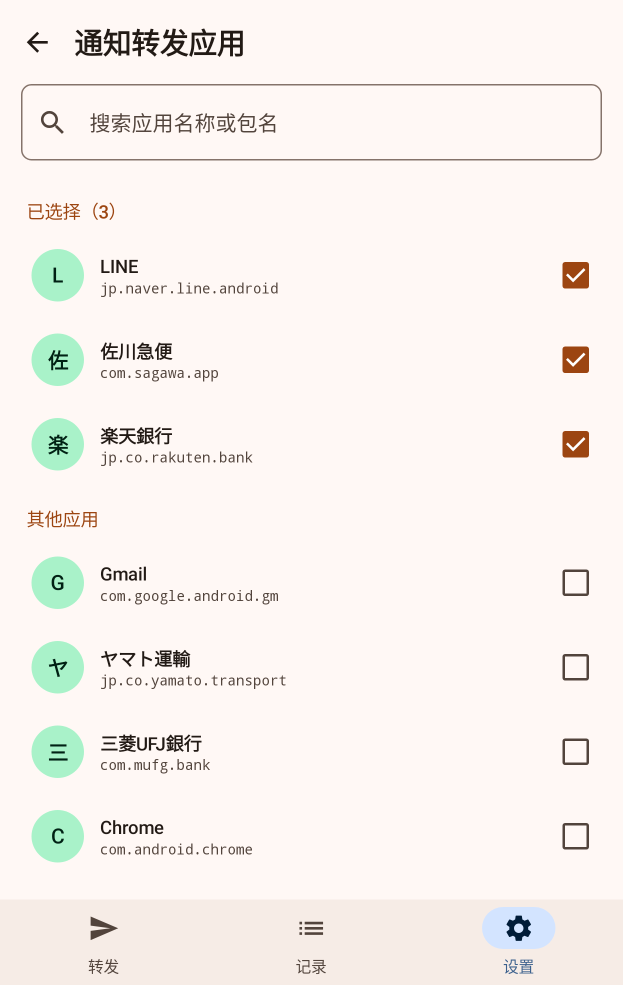 通知转发应用
搜索应用名称或包名
已选择（3）
L
LINE
jp.naver.line.android
佐
佐川急便
com.sagawa.app
楽
楽天銀行
jp.co.rakuten.bank
其他应用
G
Gmail
com.google.android.gm
ヤ
ヤマト運輸
jp.co.yamato.transport
三
三菱UFJ銀行
com.mufg.bank
C
Chrome
com.android.chrome
转发
记录
设置